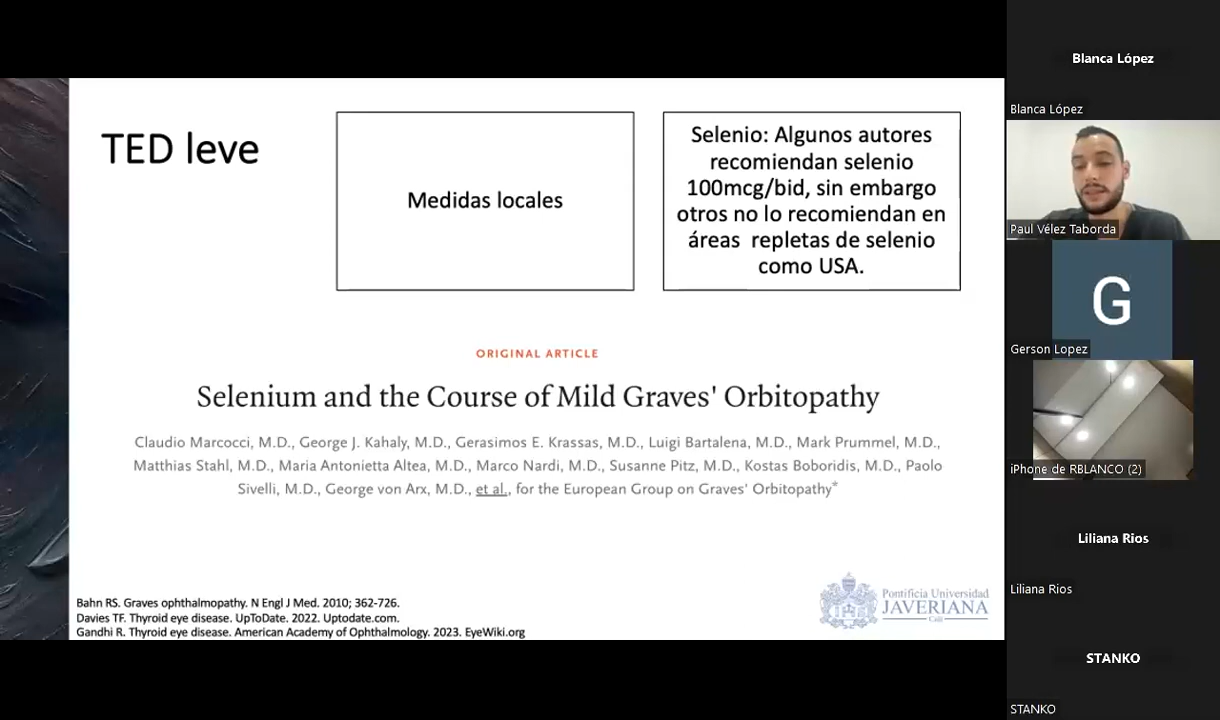 TED leve
Medidas locales
Selenio: Algunos autores
recomiendan selenio
100mcg/bid, sin embargo
otros no lo recomiendan en
áreas repletas de selenio
como USA.
ORIGINAL ARTICLE
Selenium and the Course of Mild Graves' Orbitopathy
Claudio Marcocci, M.D., George J. Kahaly, M.D., Gerasimos E. Krassas, M.D., Luigi Bartalena, M.D., Mark Prummel, M.D.,
Matthias Stahl, M.D., Maria Antonietta Altea, M.D., Marco Nardi, M.D., Susanne Pitz, M.D., Kostas Boboridis, M.D., Paolo
Sivelli, M.D., George von Arx, M.D., et al., for the European Group on Graves' Orbitopathy*
Bahn RS. Graves ophthalmopathy. N Engl J Med. 2010; 362-726.
Davies TF. Thyroid eye disease. UpToDate. 2022. Uptodate.com.
Gandhi R. Thyroid eye disease. American Academy of Ophthalmology. 2023. EyeWiki.org
Pontificia Universidad
JAVERIANA
Cali
Blanca López
Blanca López
Paul Vélez Taborda
G
Gerson Lopez
iPhone de RBLANCO (2)
Liliana Rios
Liliana Rios
STANKO
STANKO